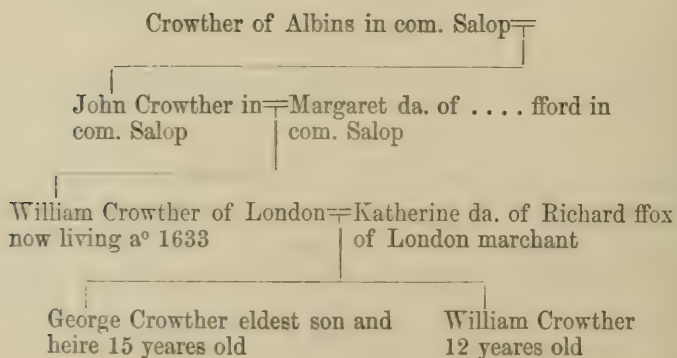 Crowther of Albins in com. Salop
John Crowther in Margaret da. of . . . . fford in
com. Salop com. Salop
William Crowther of London Katherine da. of Richard ffox
now living aº 1633 of London marchant
George Crowther eldest son and William Crowther
heire 15 yeares old 12 yeares old